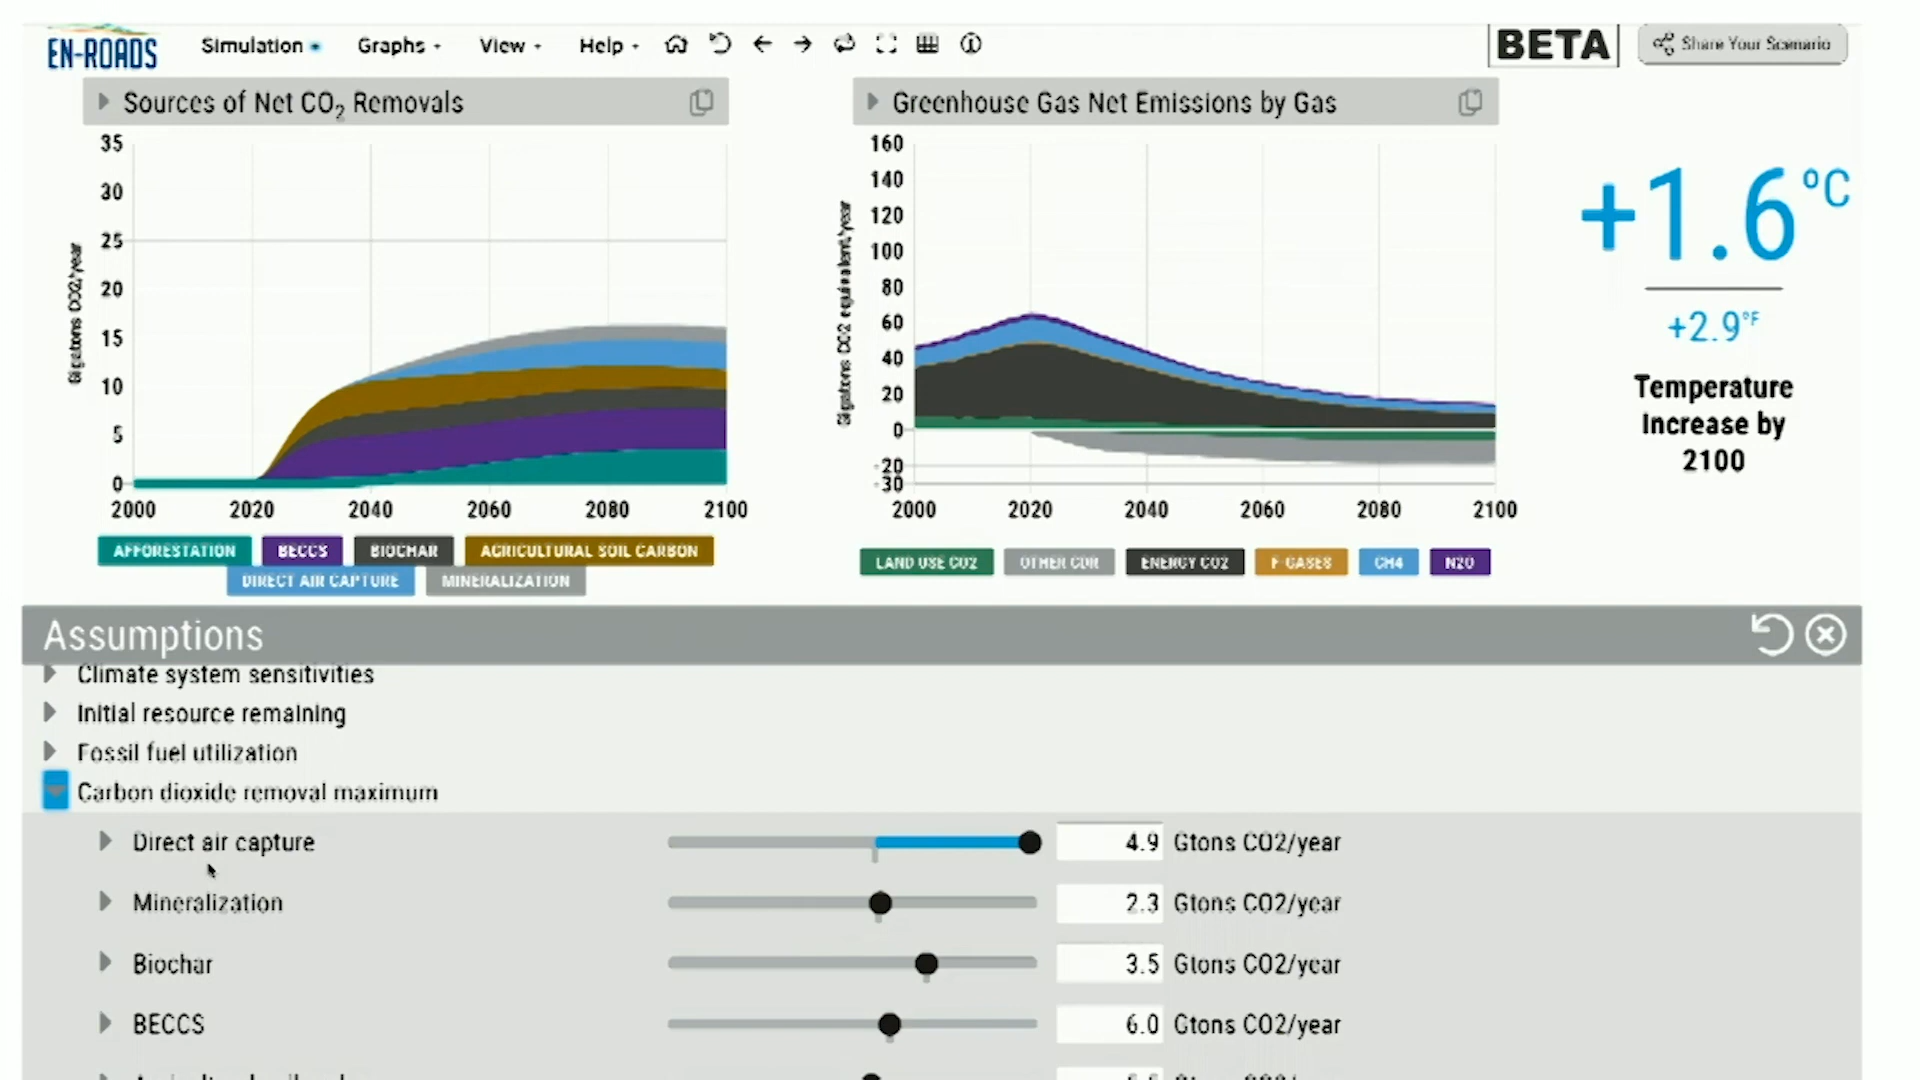 EN-ROADS
Simulation
Graphs
View
Help
BETA
Share Your Scenario
Sources of Net CO2 Removals
Gigatons CO2/year
35
30
25
20
15
10
5
0
2000 2020 2040 2060 2080 2100
AFFORESTATION BECCS BIOCHAR AGRICULTURAL SOIL CARBON
DIRECT AIR CAPTURE MINERALIZATION
Greenhouse Gas Net Emissions by Gas
Gigatons CO2 equivalent/year
160
140
120
100
80
60
40
20
0
-20
-30
2000 2020 2040 2060 2080 2100
LAND USE CO2 OTHER CDR ENERGY CO2 F-GASES CH4 N2O
+1.6 °C
+2.9 °F
Temperature
Increase by
2100
Assumptions
Climate system sensitivities
Initial resource remaining
Fossil fuel utilization
Carbon dioxide removal maximum
Direct air capture 4.9 Gtons CO2/year
Mineralization 2.3 Gtons CO2/year
Biochar 3.5 Gtons CO2/year
BECCS 6.0 Gtons CO2/year